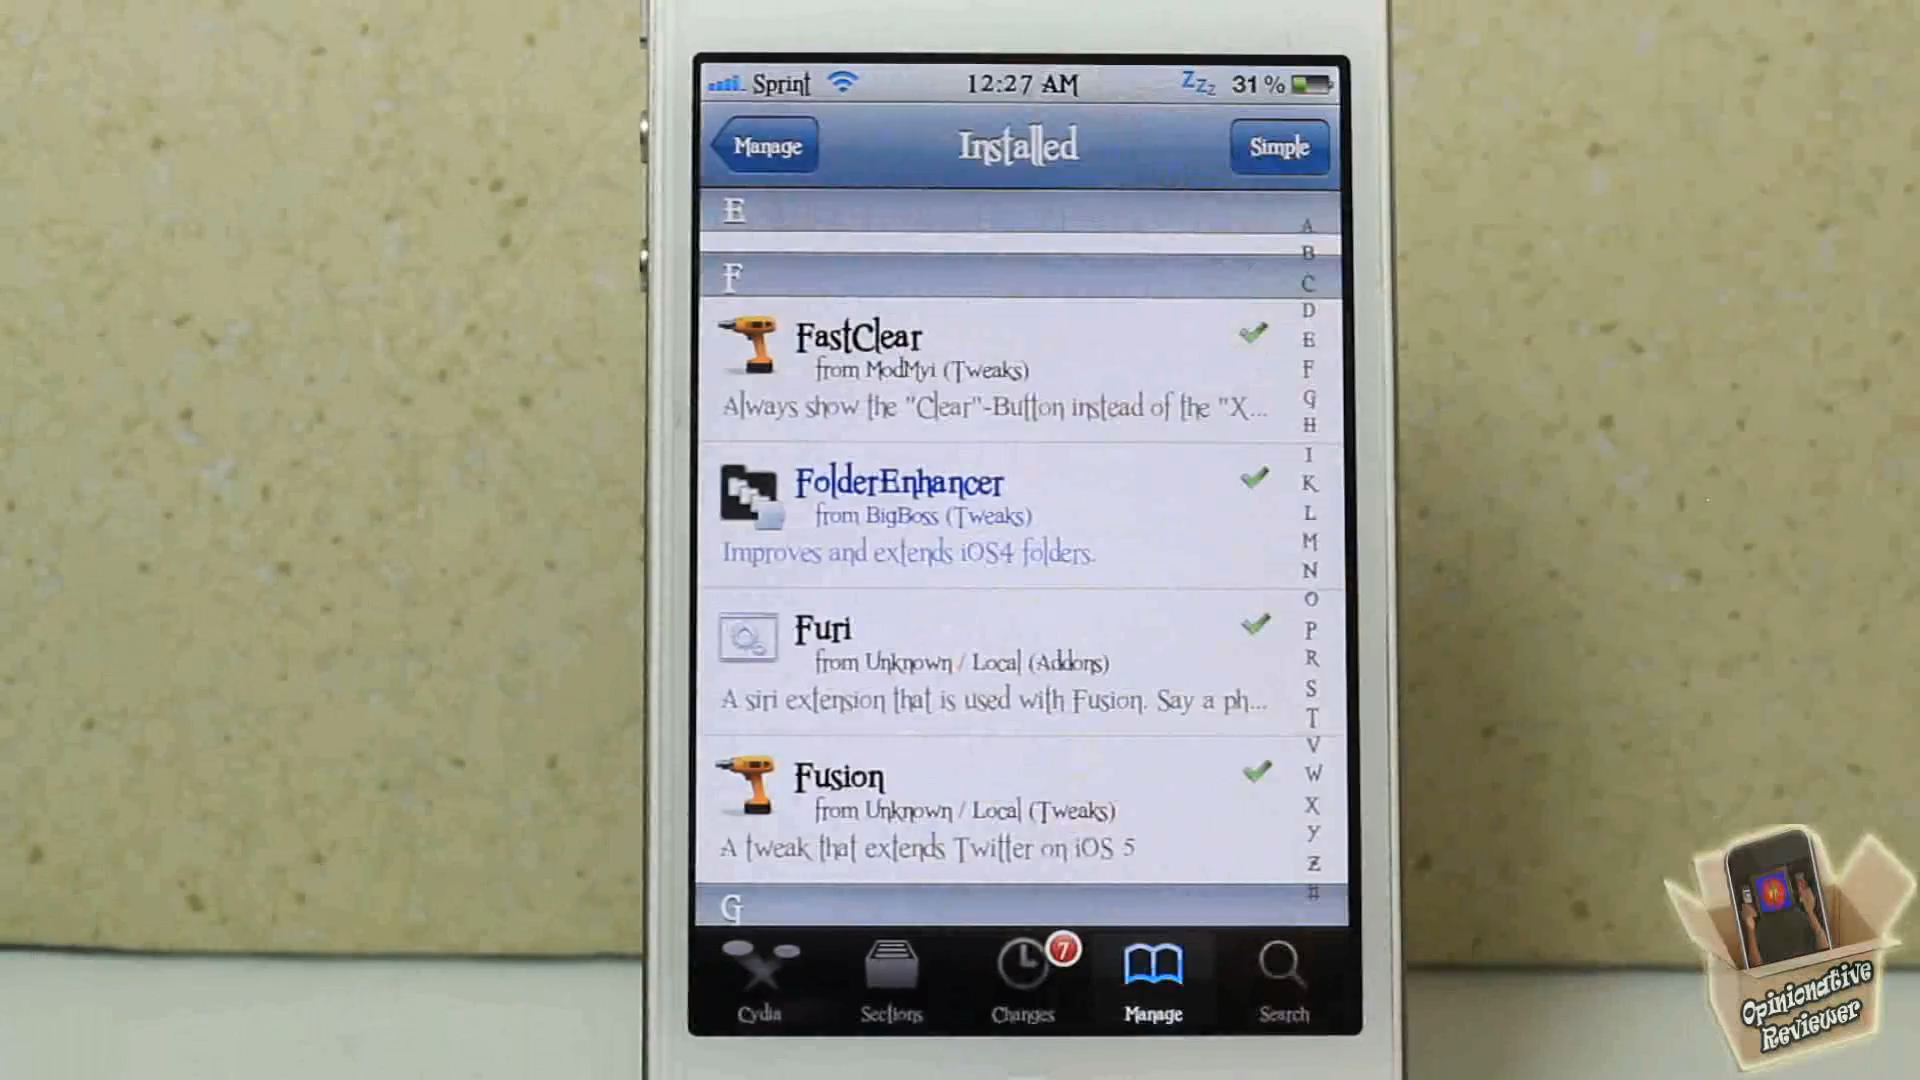 Sprint 12:27 AM Zzz 31%
Manage Installed Simple
E
F
FastClear
from ModMyi (Tweaks)
Always show the "Clear"-Button instead of the "X...
FolderEnhancer
from BigBoss (Tweaks)
Improves and extends iOS4 folders.
Furi
from Unknown / Local (Addons)
A siri extension that is used with Fusion. Say a ph...
Fusion
from Unknown / Local (Tweaks)
A tweak that extends Twitter on iOS 5
G
A
B
C
D
E
F
G
H
I
K
L
M
N
O
P
R
S
T
V
W
X
Y
Z
#
7
Cydia Sections Changes Manage Search
Opinionative
Reviewer